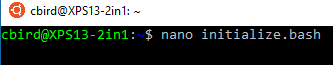 cbird@XPS13-2in1: ~
cbird@XPS13-2in1:~$ nano initialize.bash